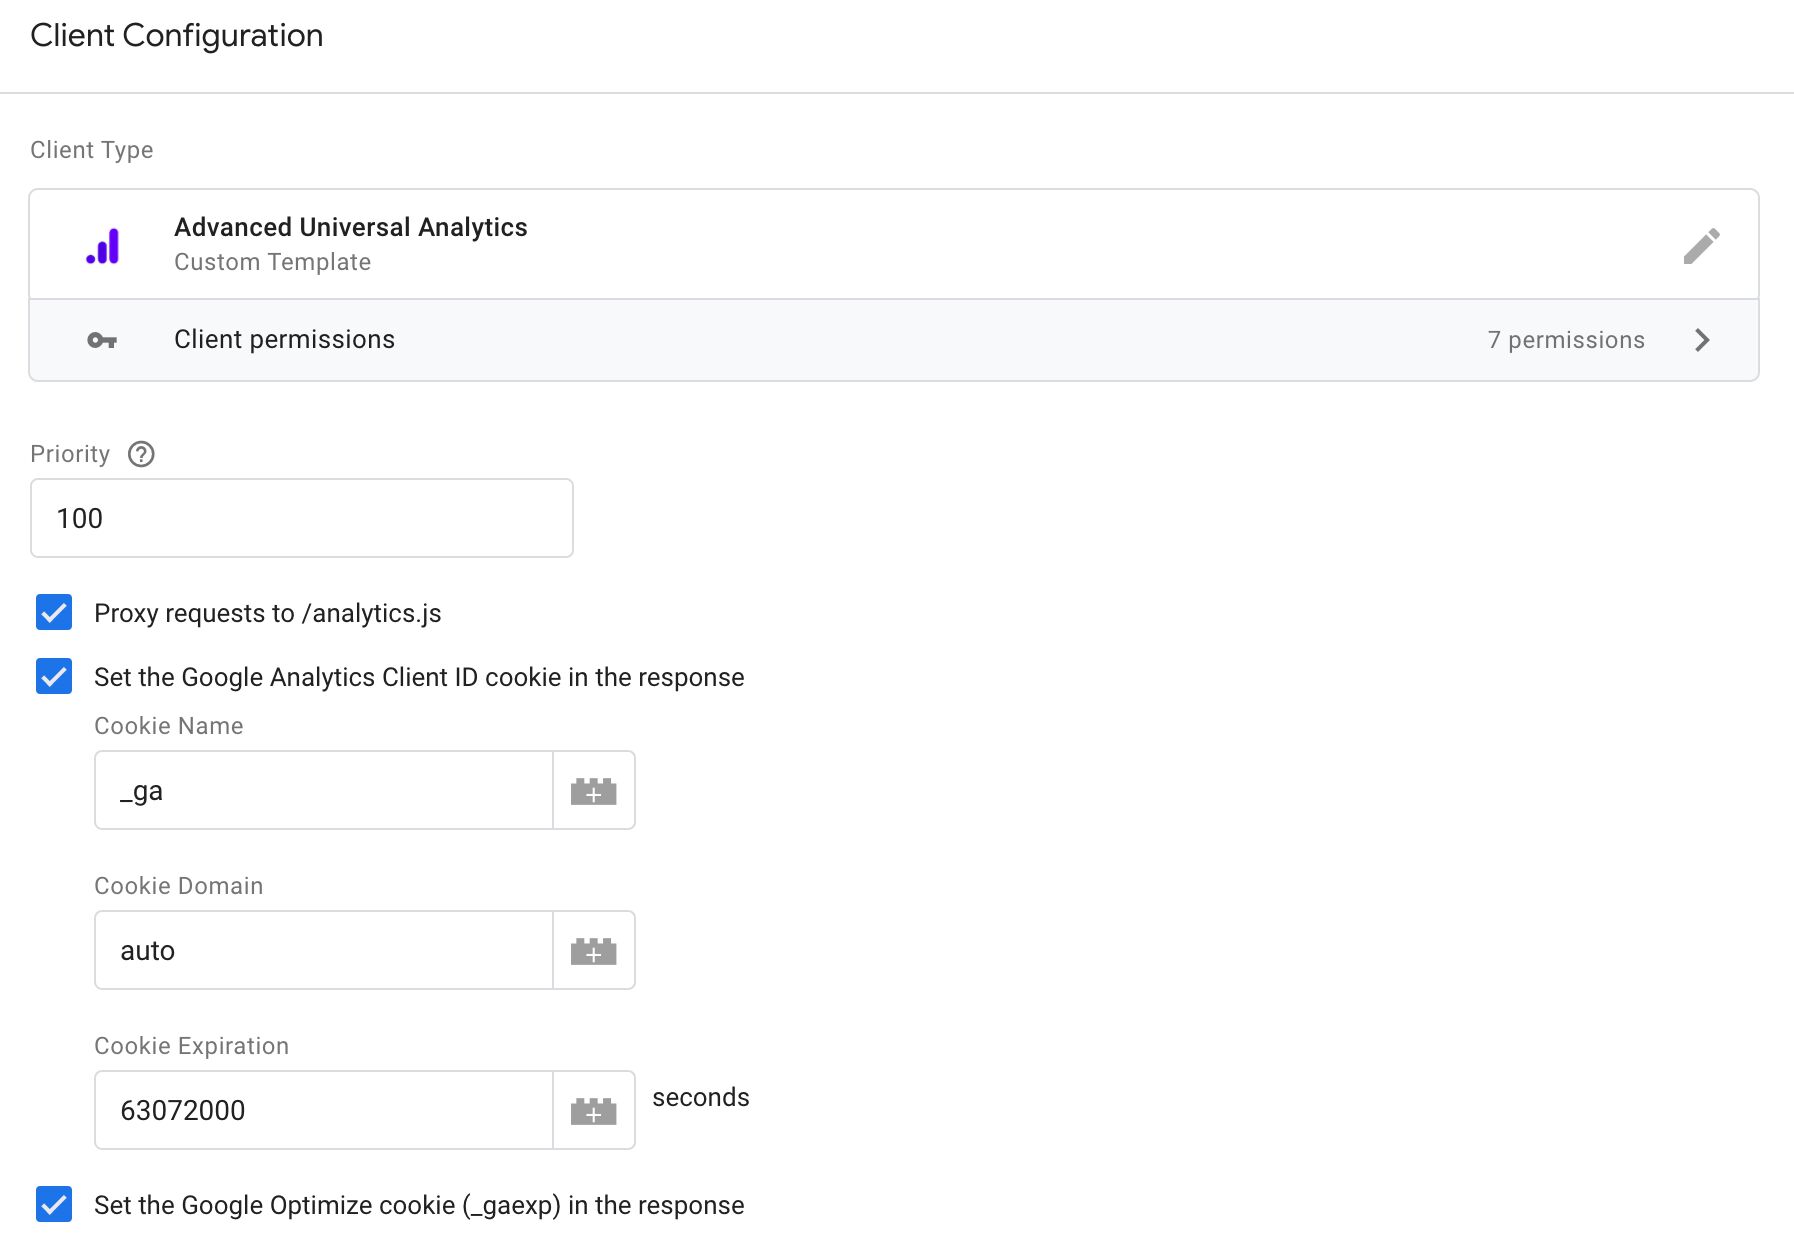 Client Configuration
Client Type
Advanced Universal Analytics
Custom Template
Client permissions 7 permissions
Priority ?
100
Proxy requests to /analytics.js
Set the Google Analytics Client ID cookie in the response
Cookie Name
_ga
Cookie Domain
auto
Cookie Expiration
63072000 seconds
Set the Google Optimize cookie (_gaexp) in the response